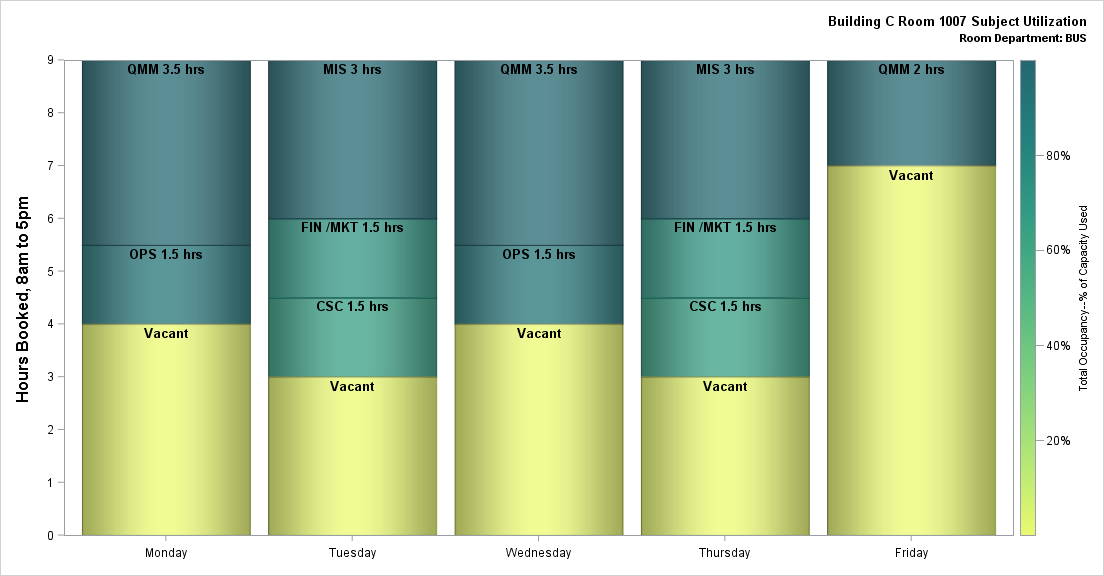 Building C Room 1007 Subject Utilization
Room Department: BUS
Hours Booked, 8am to 5pm
9
8
7
6
5
4
3
2
1
0
QMM 3.5 hrs
OPS 1.5 hrs
Vacant
MIS 3 hrs
FIN /MKT 1.5 hrs
CSC 1.5 hrs
Vacant
QMM 3.5 hrs
OPS 1.5 hrs
Vacant
MIS 3 hrs
FIN /MKT 1.5 hrs
CSC 1.5 hrs
Vacant
QMM 2 hrs
Vacant
Monday
Tuesday
Wednesday
Thursday
Friday
80%
60%
40%
20%
Total Occupancy--% of Capacity Used